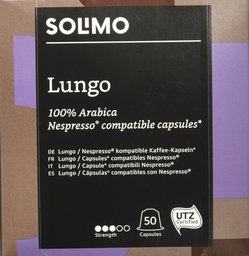 SOLIMO
Lungo
100% Arabica
Nespresso® compatible capsules*
DE Lungo / Nespresso® kompatible Kaffee-Kapseln*
FR Lungo / Capsules* compatibles Nespresso®
IT Lungo / Capsule* compatibili Nespresso®
ES Lungo / Cápsulas* compatibles con Nespresso®
50
UTZ
Certified
Strength
Capsules